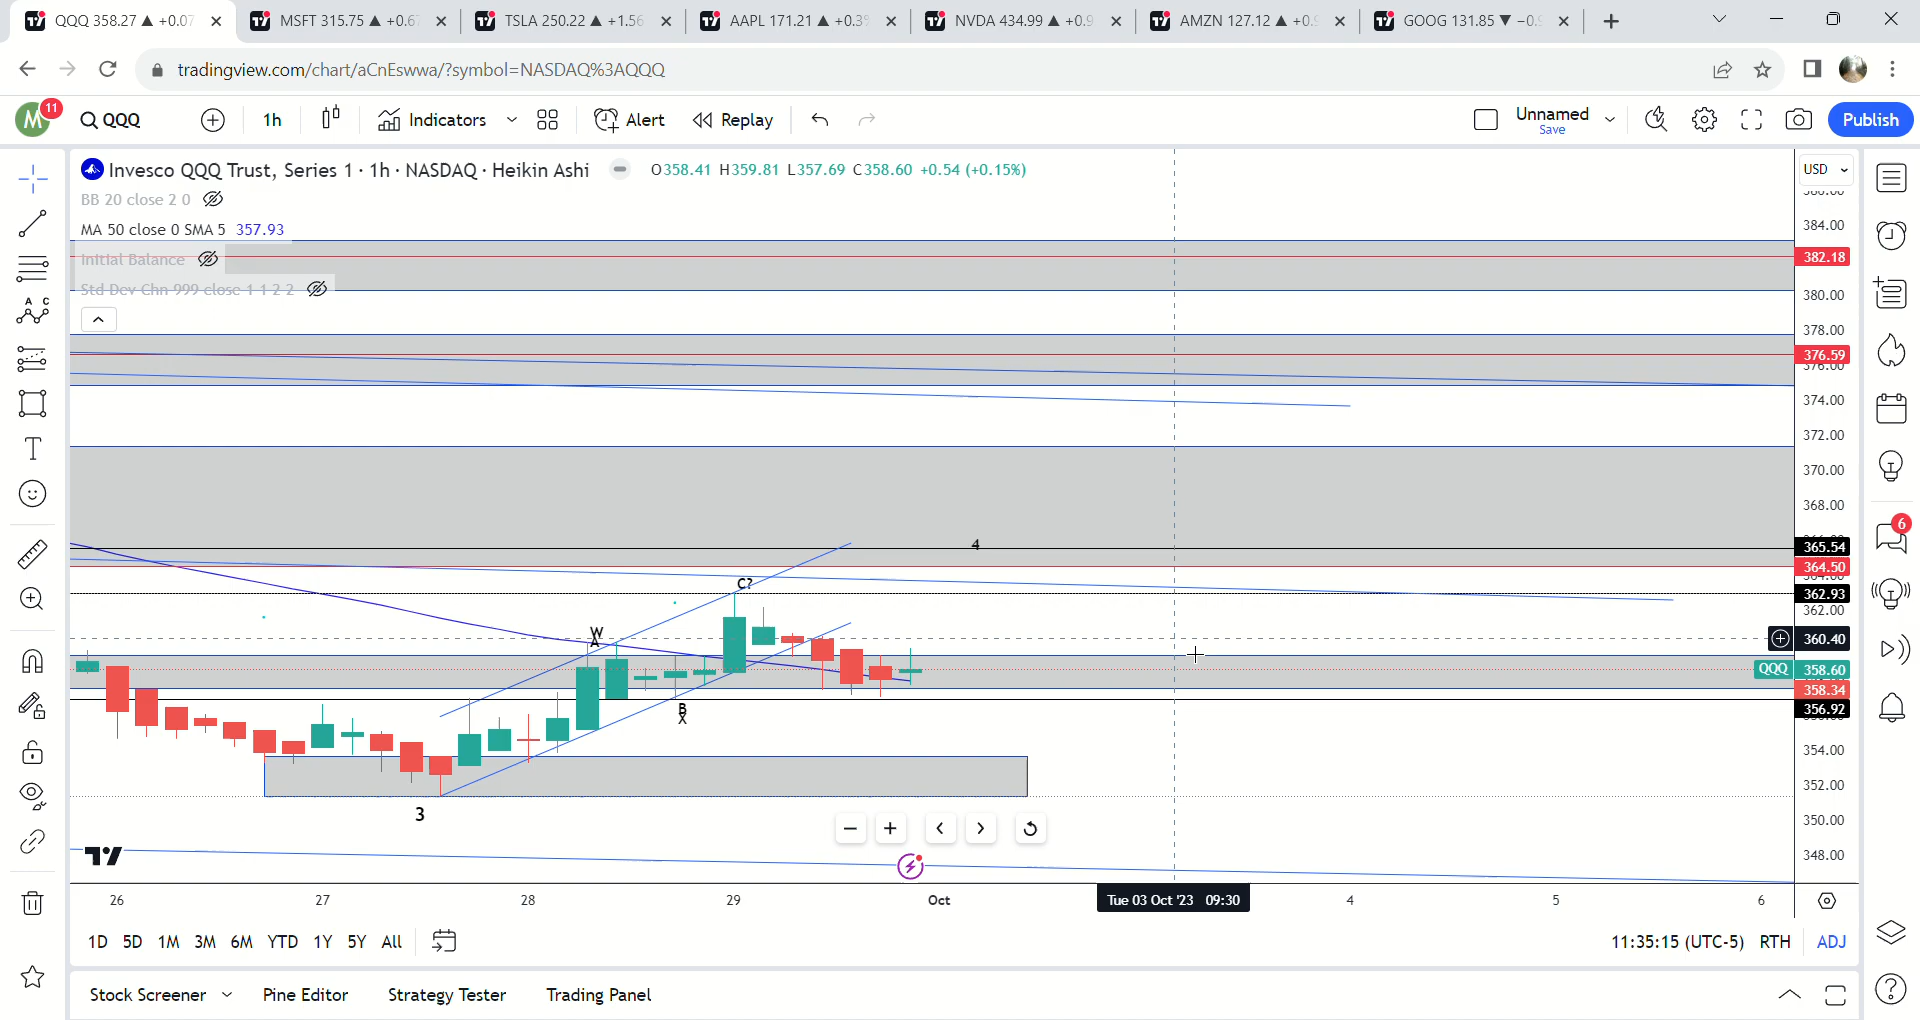 QQQ 358.27 ▲ +0.07
MSFT 315.75 ▲ +0.6
TSLA 250.22 ▲ +1.56
AAPL 171.21 ▲ +0.3
NVDA 434.99 ▲ +0.9
AMZN 127.12 ▲ +0.
GOOG 131.85 ▼ −0.
tradingview.com/chart/aCnEswwa/?symbol=NASDAQ%3AQQQ
M 11 QQQ 1h Indicators Alert Replay Unnamed Save Publish
Invesco QQQ Trust, Series 1 · 1h · NASDAQ · Heikin Ashi O358.41 H359.81 L357.69 C358.60 +0.54 (+0.15%) USD
BB 20 close 2 0
MA 50 close 0 SMA 5 357.93
Initial Balance
Std Dev Chn 999 close 1 1 2 2
384.00
382.18
380.00
378.00
376.59
376.00
374.00
372.00
370.00
368.00
365.54
364.50
364.00
362.93
362.00
360.40
QQQ 358.60
358.34
356.92
354.00
352.00
350.00
348.00
4
C?
W
A
B
X
3
26 27 28 29 Oct Tue 03 Oct '23 09:30 4 5 6
1D 5D 1M 3M 6M YTD 1Y 5Y All 11:35:15 (UTC-5) RTH ADJ
Stock Screener Pine Editor Strategy Tester Trading Panel
6